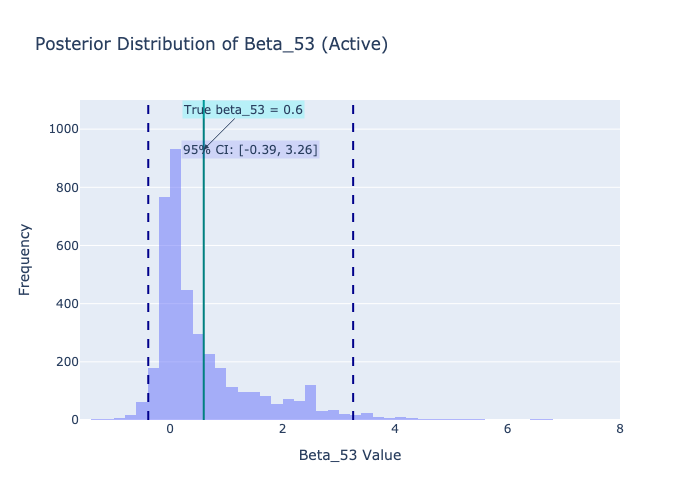 Posterior Distribution of Beta_53 (Active)
True beta_53 = 0.6
95% CI: [-0.39, 3.26]
1000
800
600
400
200
0
Frequency
0 2 4 6 8
Beta_53 Value